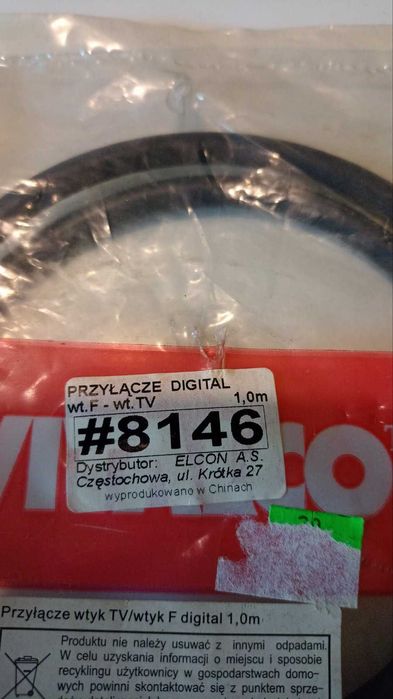 PRZYŁĄCZE DIGITAL
wt.F - wt.TV 1,0m
#8146
Dystrybutor: ELCON A.S.
Częstochowa, ul. Krótka 27
wyprodukowano w Chinach
Przyłącze wtyk TV/wtyk F digital 1,0m
Produktu nie należy usuwać z innymi odpadami.
W celu uzyskania informacji o miejscu i sposobie
recyklingu użytkownicy w gospodarstwach domo-
wych powinni skontaktować się z punktem sprze-